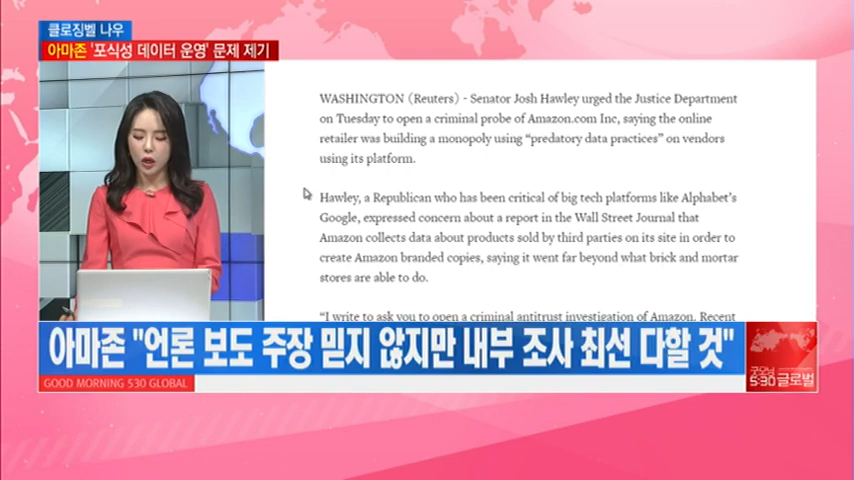 클로징벨 나우
아마존 '포식성 데이터 운영' 문제 제기
WASHINGTON (Reuters) - Senator Josh Hawley urged the Justice Department
on Tuesday to open a criminal probe of Amazon.com Inc, saying the online
retailer was building a monopoly using “predatory data practices” on vendors
using its platform.
Hawley, a Republican who has been critical of big tech platforms like Alphabet’s
Google, expressed concern about a report in the Wall Street Journal that
Amazon collects data about products sold by third parties on its site in order to
create Amazon branded copies, saying it went far beyond what brick and mortar
stores are able to do.
“I write to ask you to open a criminal antitrust investigation of Amazon. Recent
아마존 "언론 보도 주장 믿지 않지만 내부 조사 최선 다할 것"
GOOD MORNING 530 GLOBAL
굿모닝
5:30 글로벌